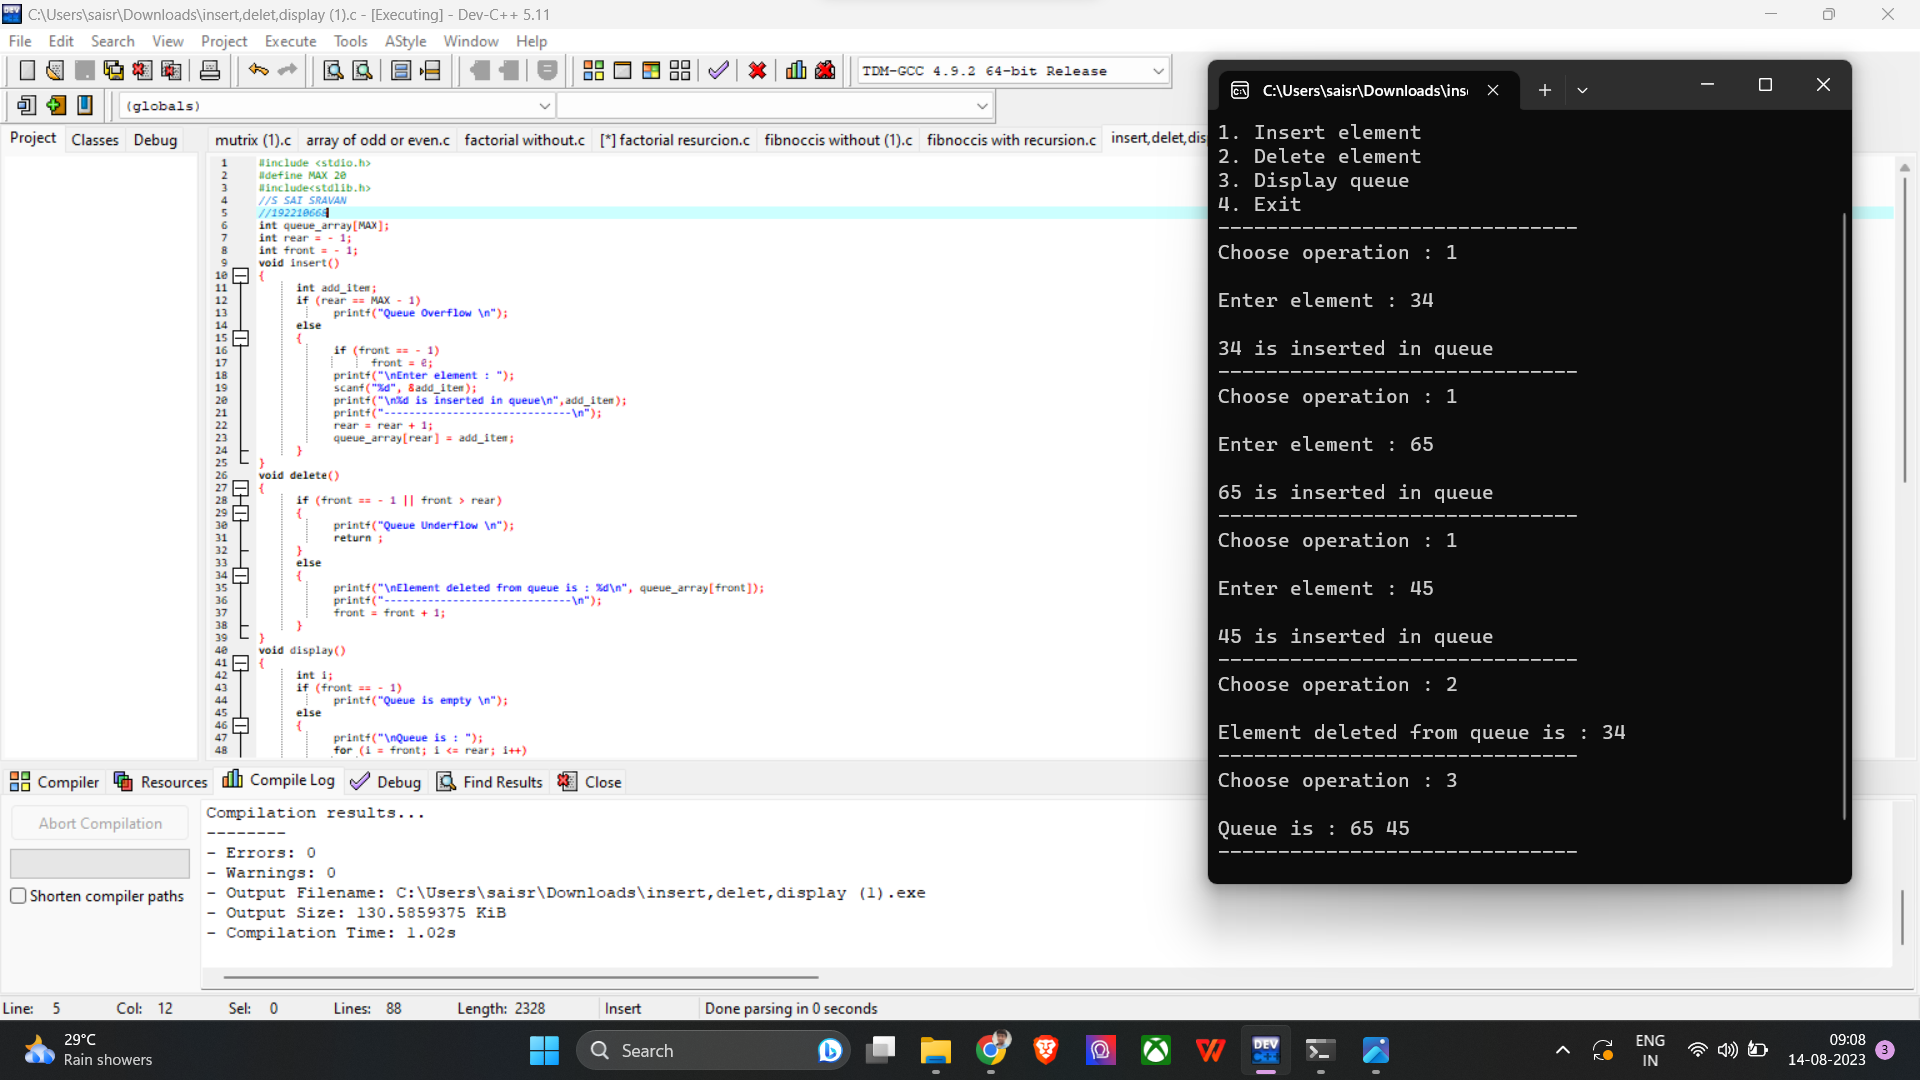 C:\Users\saisr\Downloads\insert,delet,display (1).c - [Executing] - Dev-C++ 5.11
File Edit Search View Project Execute Tools AStyle Window Help
TDM-GCC 4.9.2 64-bit Release
(globals)
Project Classes Debug
mutrix (1).c array of odd or even.c factorial without.c [*] factorial resurcion.c fibnoccis without (1).c fibnoccis with recursion.c insert,delet,dis
1 #include <stdio.h>
2 #define MAX 20
3 #include<stdlib.h>
4 //S SAI SRAVAN
5 //192210668
6 int queue_array[MAX];
7 int rear = - 1;
8 int front = - 1;
9 void insert()
10 {
11 int add_item;
12 if (rear == MAX - 1)
13 printf("Queue Overflow \n");
14 else
15 {
16 if (front == - 1)
17 front = 0;
18 printf("\nEnter element : ");
19 scanf("%d", &add_item);
20 printf("\n%d is inserted in queue\n",add_item);
21 printf("------------------------------\n");
22 rear = rear + 1;
23 queue_array[rear] = add_item;
24 }
25 }
26 void delete()
27 {
28 if (front == - 1 || front > rear)
29 {
30 printf("Queue Underflow \n");
31 return ;
32 }
33 else
34 {
35 printf("\nElement deleted from queue is : %d\n", queue_array[front]);
36 printf("------------------------------\n");
37 front = front + 1;
38 }
39 }
40 void display()
41 {
42 int i;
43 if (front == - 1)
44 printf("Queue is empty \n");
45 else
46 {
47 printf("\nQueue is : ");
48 for (i = front; i <= rear; i++)
C:\Users\saisr\Downloads\ins
1. Insert element
2. Delete element
3. Display queue
4. Exit
------------------------------
Choose operation : 1
Enter element : 34
34 is inserted in queue
------------------------------
Choose operation : 1
Enter element : 65
65 is inserted in queue
------------------------------
Choose operation : 1
Enter element : 45
45 is inserted in queue
------------------------------
Choose operation : 2
Element deleted from queue is : 34
------------------------------
Choose operation : 3
Queue is : 65 45
------------------------------
Compiler Resources Compile Log Debug Find Results Close
Abort Compilation
Shorten compiler paths
Compilation results...
--------
- Errors: 0
- Warnings: 0
- Output Filename: C:\Users\saisr\Downloads\insert,delet,display (1).exe
- Output Size: 130.5859375 KiB
- Compilation Time: 1.02s
Line: 5 Col: 12 Sel: 0 Lines: 88 Length: 2328 Insert Done parsing in 0 seconds
29°C
Rain showers
Search
DEV
C++
ENG
IN
09:08
14-08-2023
3